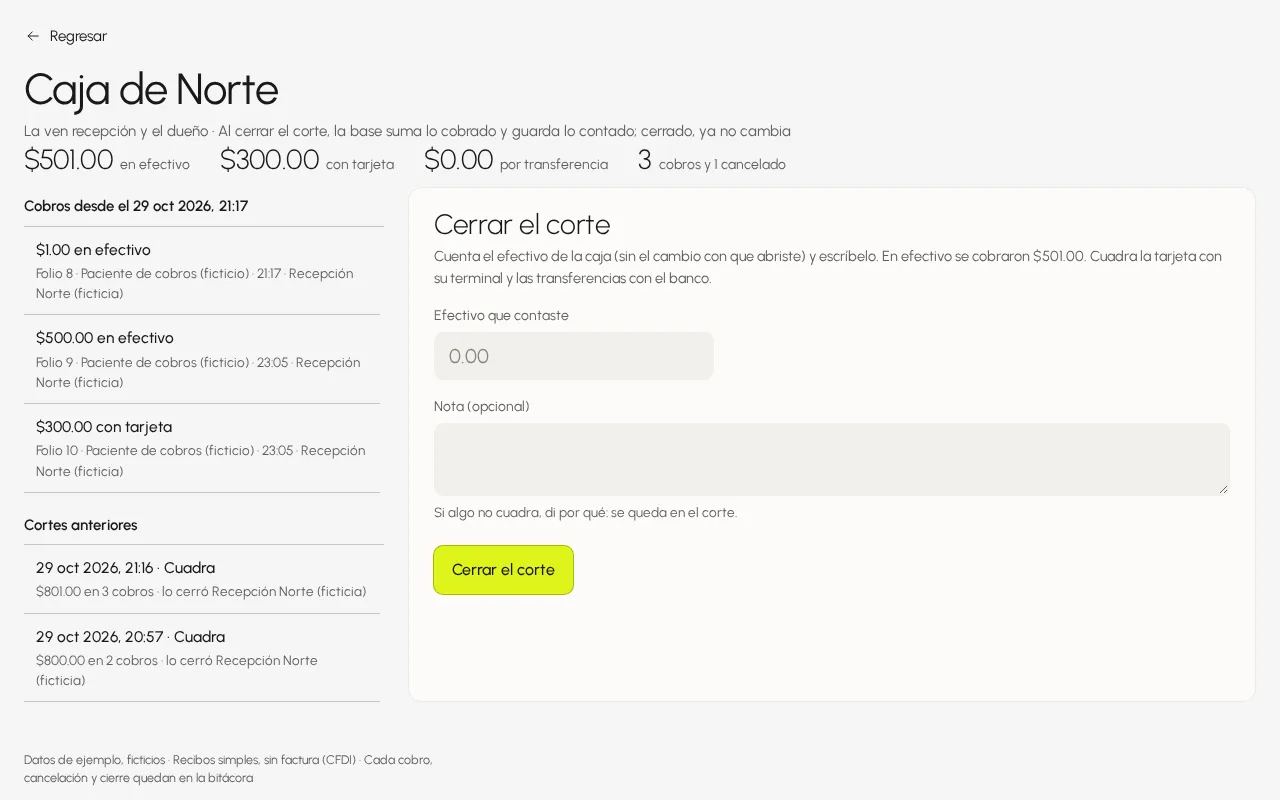 Regresar
Caja de Norte
La ven recepción y el dueño · Al cerrar el corte, la base suma lo cobrado y guarda lo contado; cerrado, ya no cambia
$501.00 en efectivo $300.00 con tarjeta $0.00 por transferencia 3 cobros y 1 cancelado
Cobros desde el 29 oct 2026, 21:17
$1.00 en efectivo
Folio 8 · Paciente de cobros (ficticio) · 21:17 · Recepción
Norte (ficticia)
$500.00 en efectivo
Folio 9 · Paciente de cobros (ficticio) · 23:05 · Recepción
Norte (ficticia)
$300.00 con tarjeta
Folio 10 · Paciente de cobros (ficticio) · 23:05 · Recepción
Norte (ficticia)
Cortes anteriores
29 oct 2026, 21:16 · Cuadra
$801.00 en 3 cobros · lo cerró Recepción Norte (ficticia)
29 oct 2026, 20:57 · Cuadra
$800.00 en 2 cobros · lo cerró Recepción Norte
(ficticia)
Cerrar el corte
Cuenta el efectivo de la caja (sin el cambio con que abriste) y escríbelo. En efectivo se cobraron $501.00. Cuadra la tarjeta con
su terminal y las transferencias con el banco.
Efectivo que contaste
0.00
Nota (opcional)
Si algo no cuadra, di por qué: se queda en el corte.
Cerrar el corte
Datos de ejemplo, ficticios · Recibos simples, sin factura (CFDI) · Cada cobro,
cancelación y cierre quedan en la bitácora